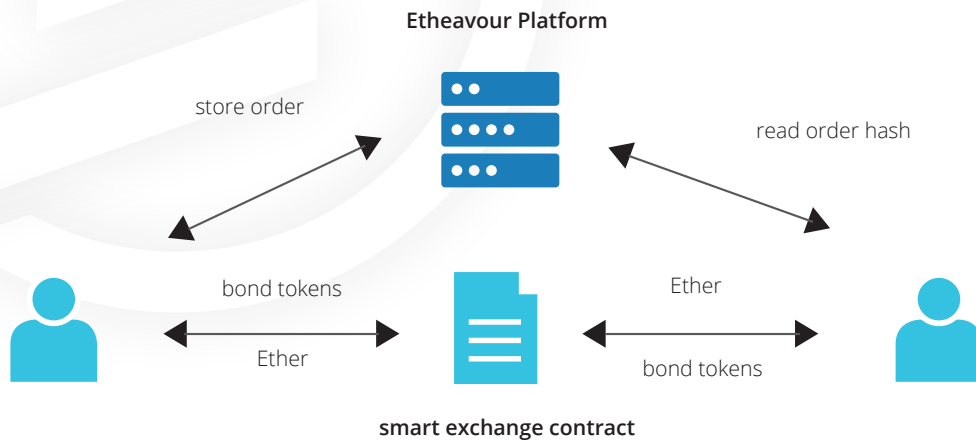 Etheavour Platform
store order
read order hash
bond tokens
Ether
Ether
bond tokens
smart exchange contract